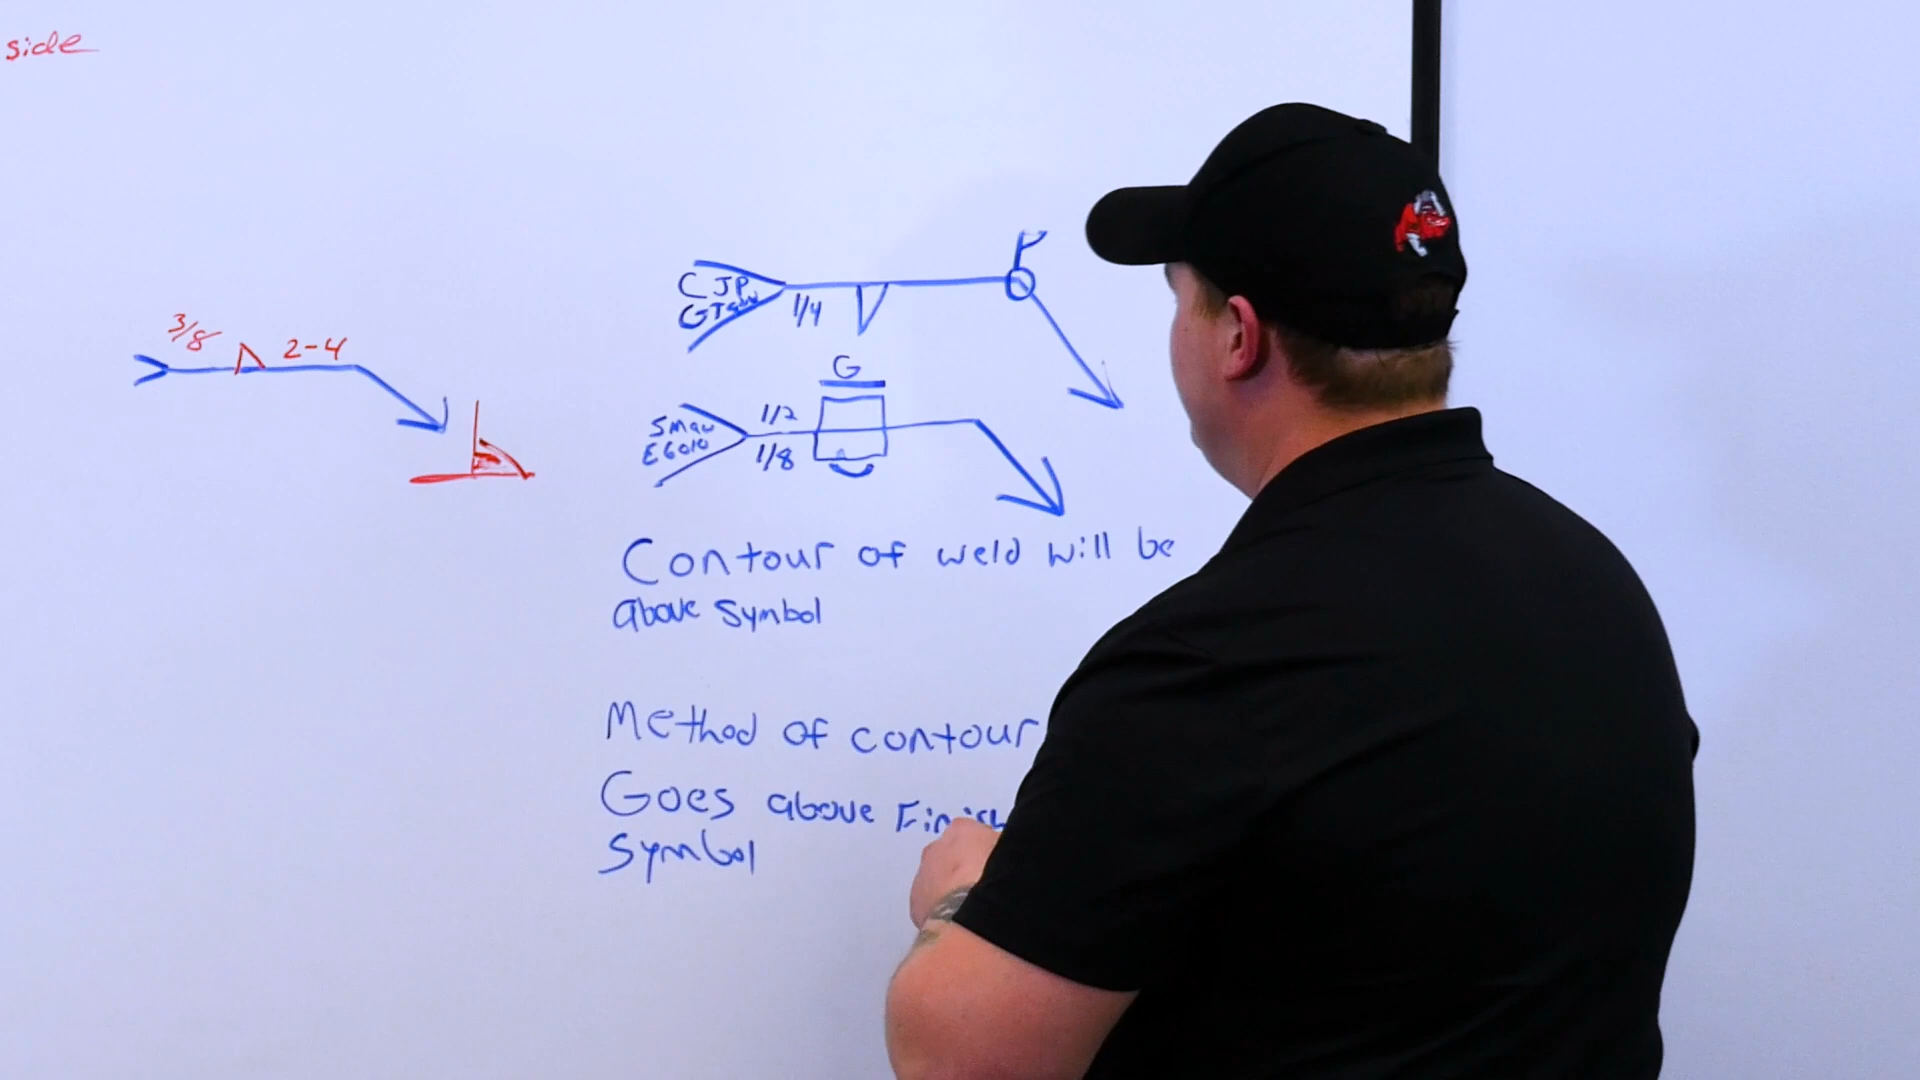 side
3/8 2-4
CJP
GTAW 1/4
G
SMAW 1/2
E6010 1/8
Contour of weld will be
above symbol
Method of contour
Goes above Finish
symbol